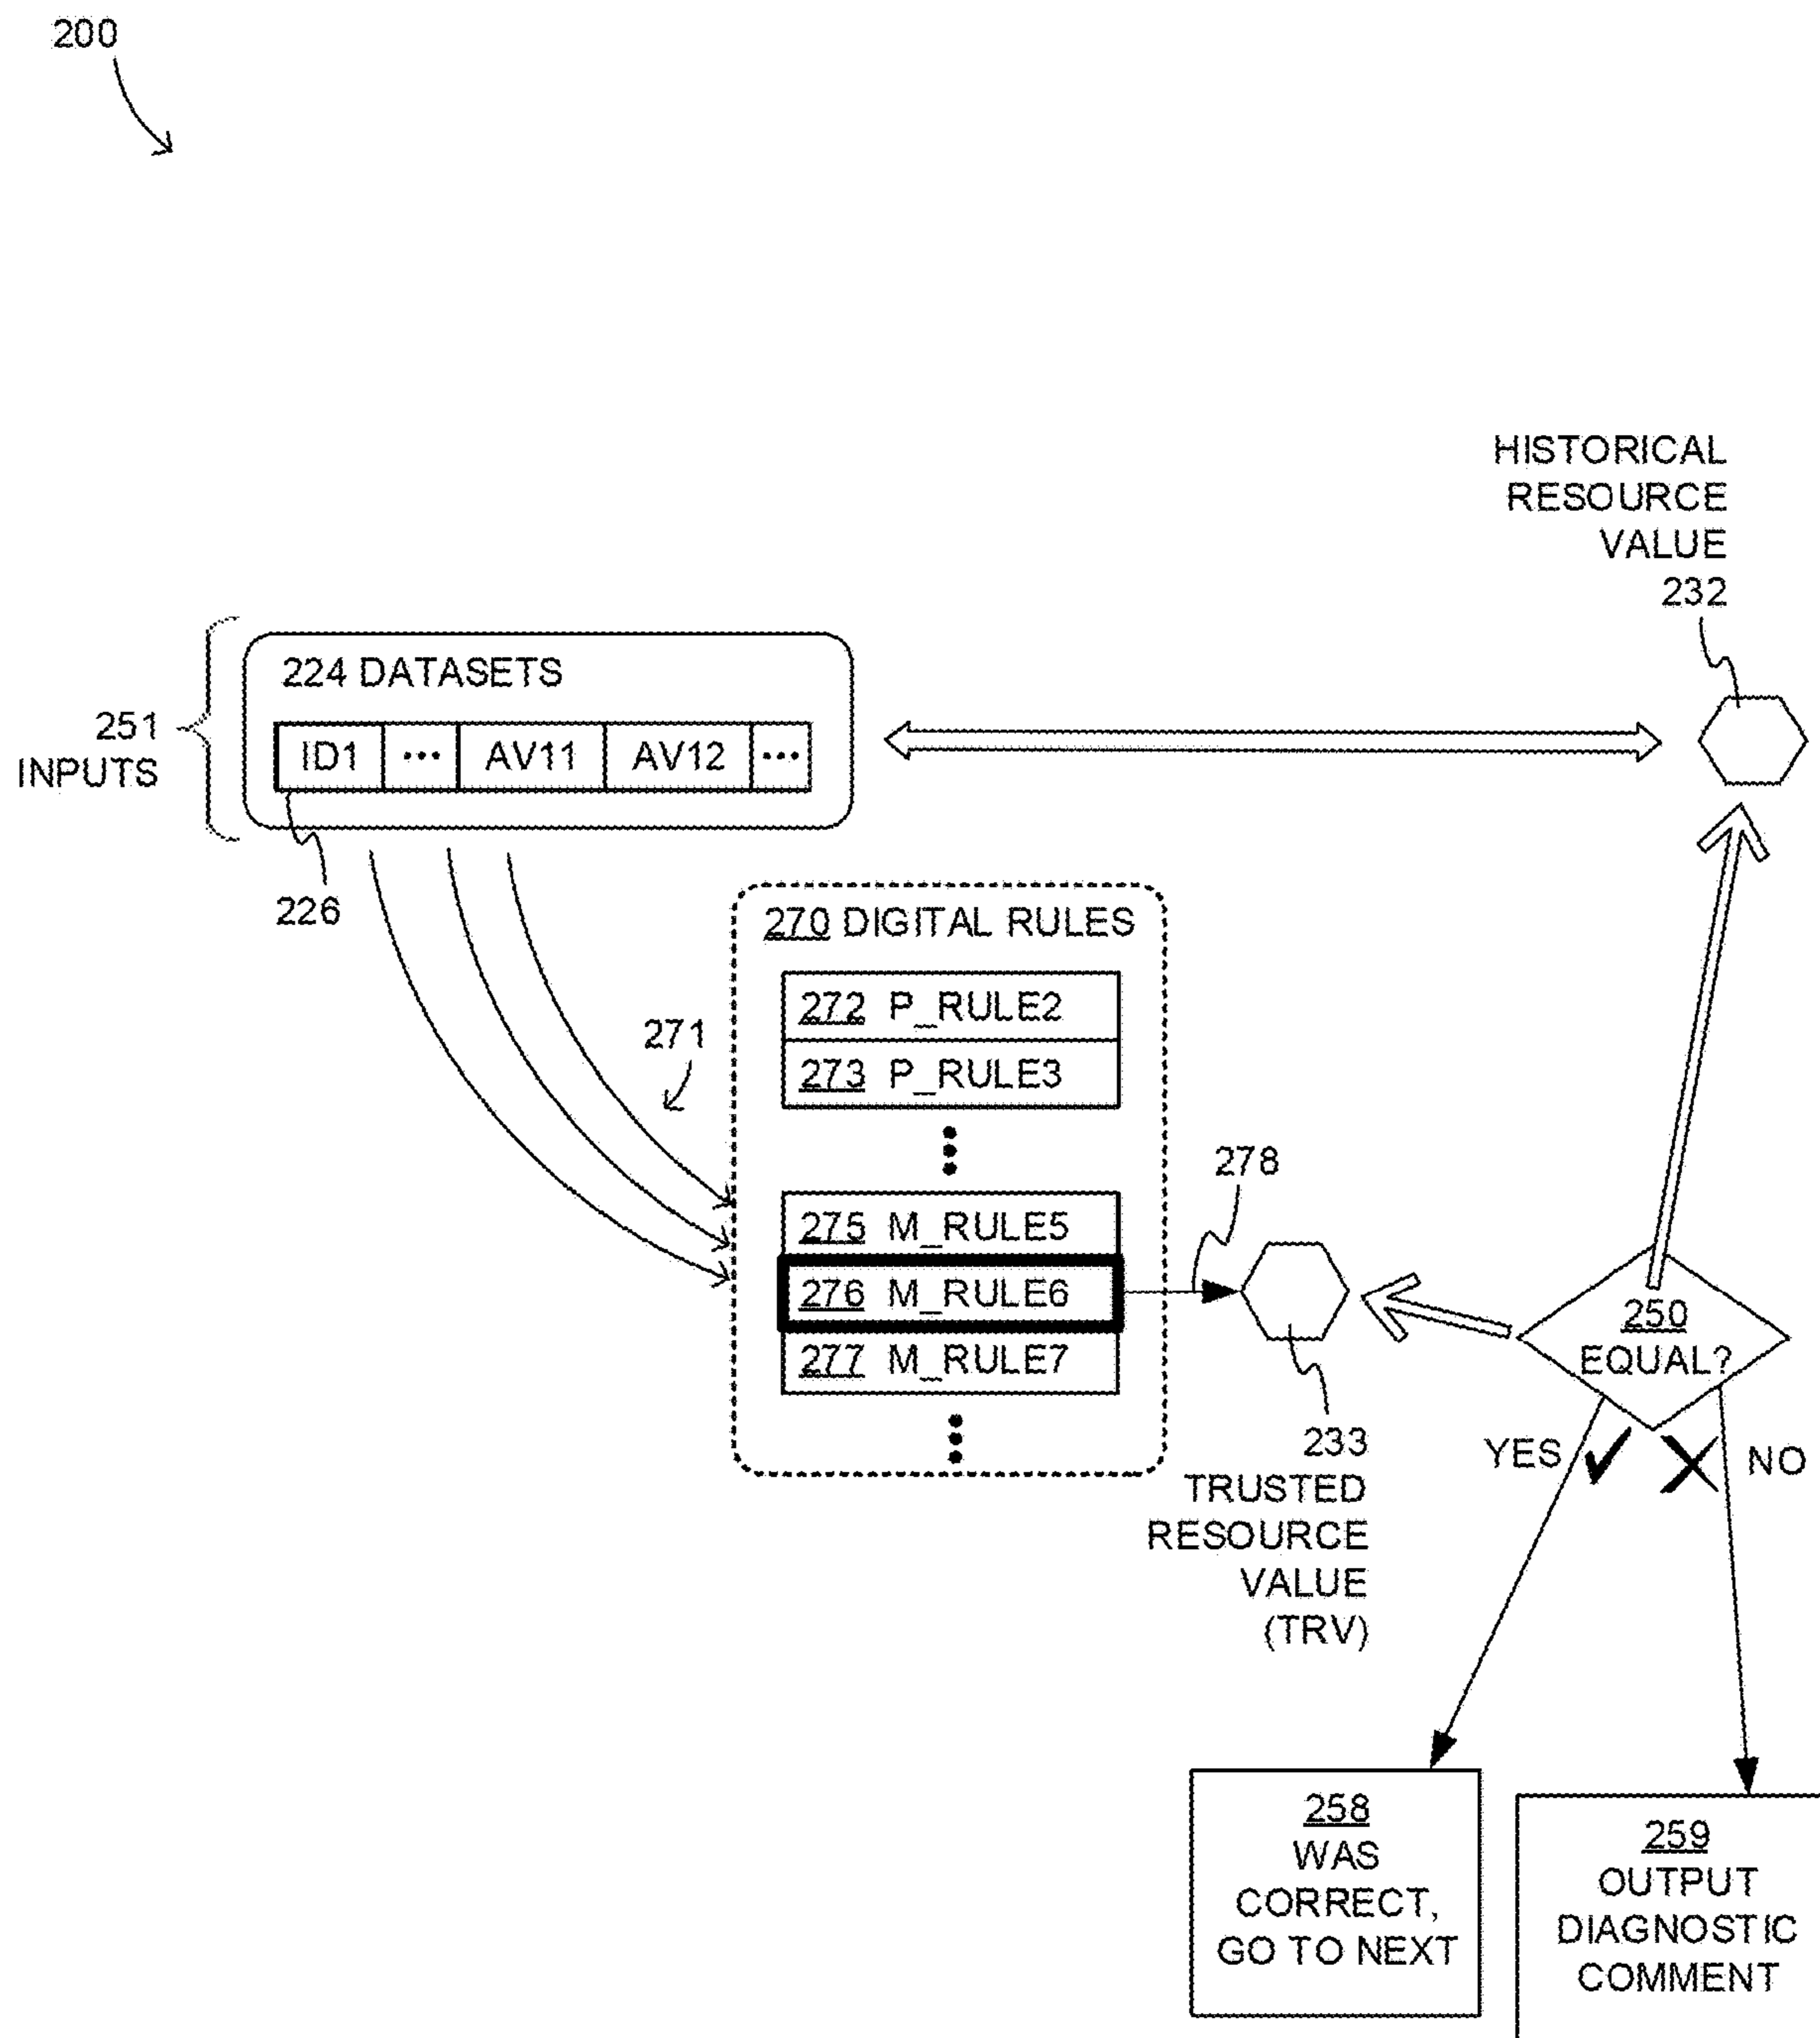 200
HISTORICAL
RESOURCE
VALUE
232
224 DATASETS
251
INPUTS
ID1 ... AV11 AV12 ...
226
270 DIGITAL RULES
272 P_RULE2
271
273 P_RULE3
278
275 M_RULE5
276 M_RULE6
277 M_RULE7
250
EQUAL?
233
TRUSTED
RESOURCE
VALUE
(TRV)
YES
NO
258
WAS
CORRECT,
GO TO NEXT
259
OUTPUT
DIAGNOSTIC
COMMENT